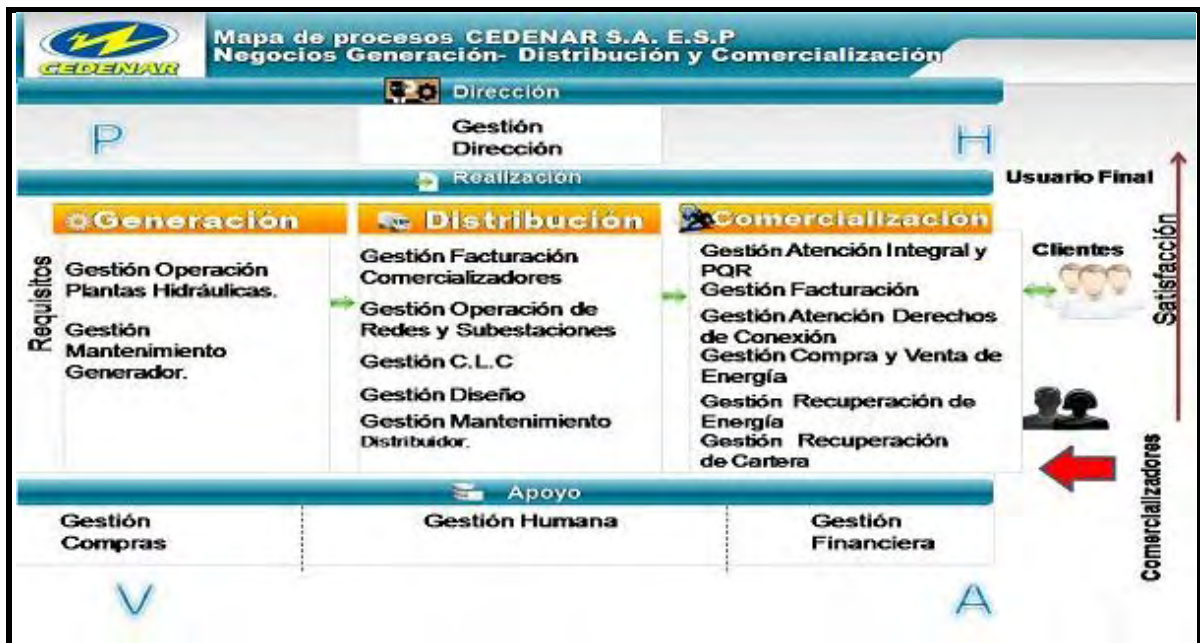 CEDENAR
Mapa de procesos CEDENAR S.A. E.S.P
Negocios Generación- Distribución y Comercialización
Dirección
P
Gestión
Dirección
H
Realización
Usuario Final
Requisitos
Generación
Gestión Operación
Plantas Hidráulicas.
Gestión
Mantenimiento
Generador.
Distribución
Gestión Facturación
Comercializadores
Gestión Operación de
Redes y Subestaciones
Gestión C.L.C
Gestión Diseño
Gestión Mantenimiento
Distribuidor.
Comercialización
Gestión Atención Integral y
PQR
Gestión Facturación
Gestión Atención Derechos
de Conexión
Gestión Compra y Venta de
Energía
Gestión Recuperación de
Energía
Gestión Recuperación
de Cartera
Clientes
Satisfacción
Comercializadores
Apoyo
Gestión
Compras
Gestión Humana
Gestión
Financiera
V
A